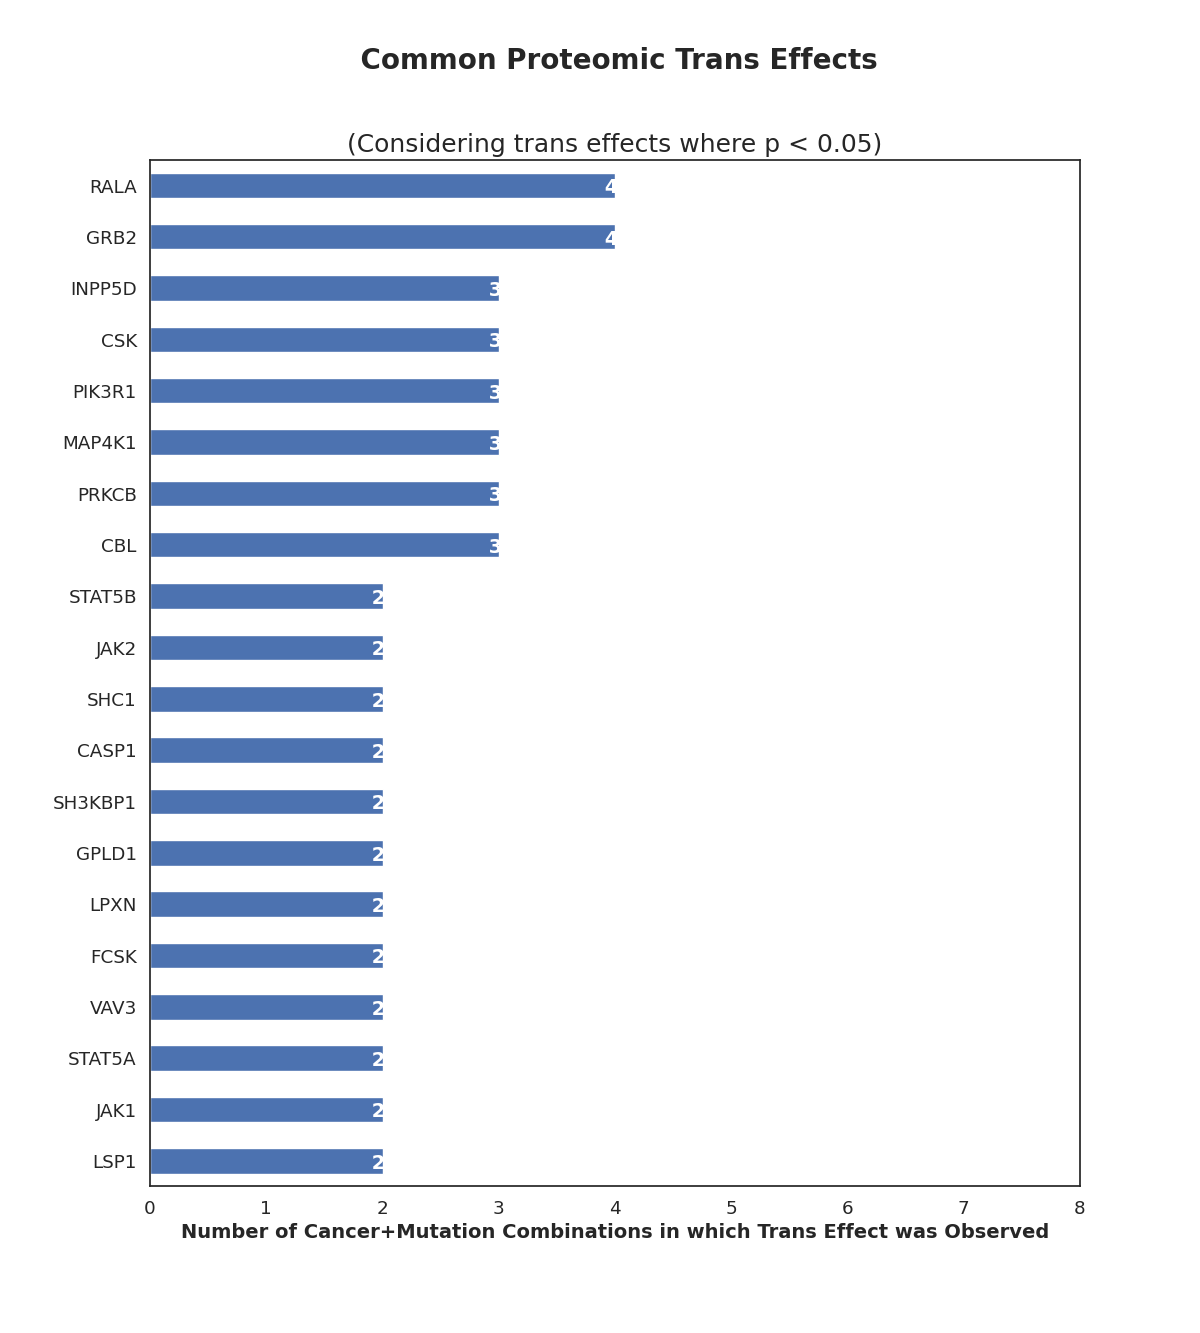 Common Proteomic Trans Effects
(Considering trans effects where p < 0.05)
RALA 4
GRB2 4
INPP5D 3
CSK 3
PIK3R1 3
MAP4K1 3
PRKCB 3
CBL 3
STAT5B 2
JAK2 2
SHC1 2
CASP1 2
SH3KBP1 2
GPLD1 2
LPXN 2
FCSK 2
VAV3 2
STAT5A 2
JAK1 2
LSP1 2
0 1 2 3 4 5 6 7 8
Number of Cancer+Mutation Combinations in which Trans Effect was Observed